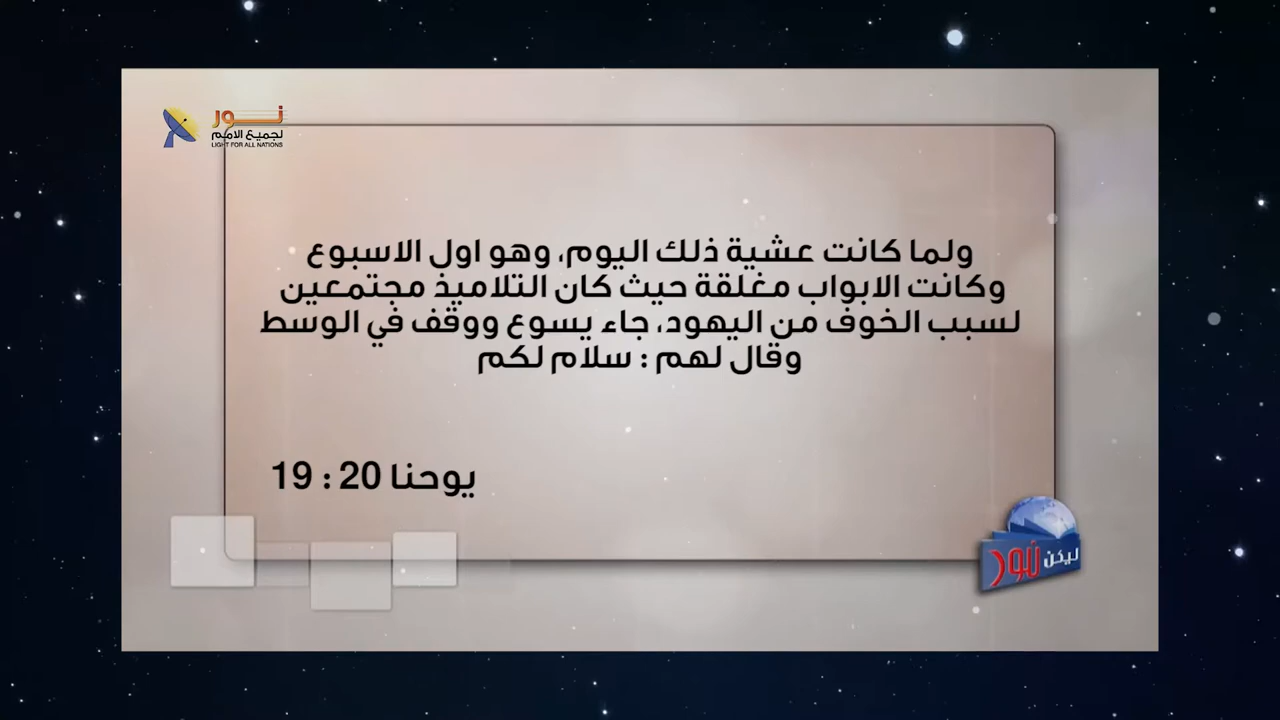 نور
لجميع الامم
LIGHT FOR ALL NATIONS
ولما كانت عشية ذلك اليوم، وهو اول الاسبوع
وكانت الابواب مغلقة حيث كان التلاميذ مجتمعين
لسبب الخوف من اليهود، جاء يسوع ووقف في الوسط
وقال لهم : سلام لكم
يوحنا 20 : 19
ليكن نور